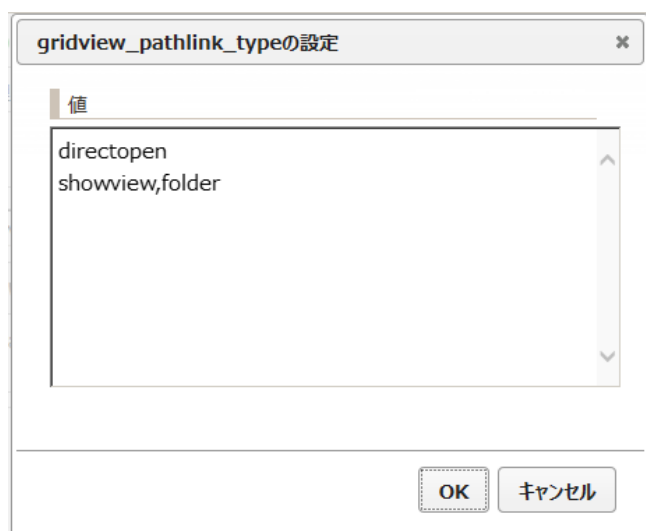 gridview_pathlink_typeの設定
値
directopen
showview,folder
OK
キャンセル